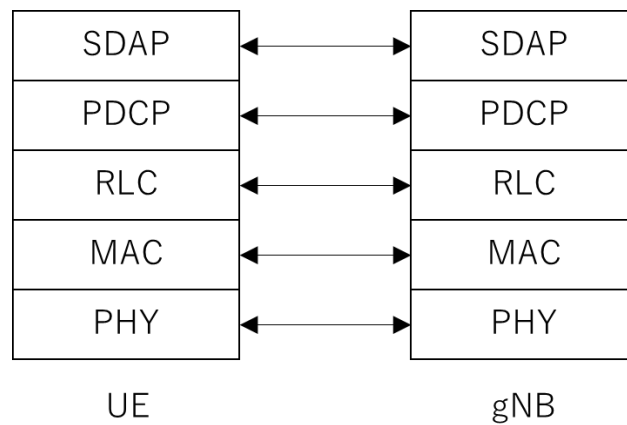 SDAP SDAP
PDCP PDCP
RLC RLC
MAC MAC
PHY PHY
UE gNB